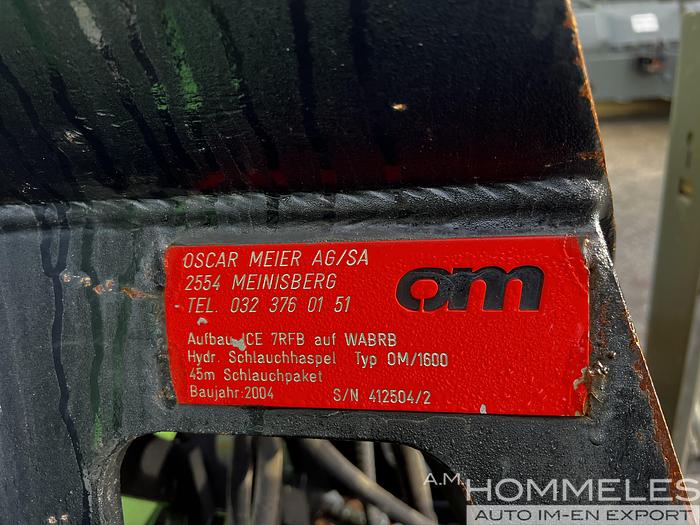 OSCAR MEIER AG/SA
2554 MEINISBERG
TEL. 032 376 01 51
om
Aufbau ICE 7RFB auf WABRB
Hydr. Schlauchhaspel Typ OM/1600
45m Schlauchpaket
Baujahr:2004 S/N 412504/2
A.M. HOMMELES
AUTO IM-EN EXPORT